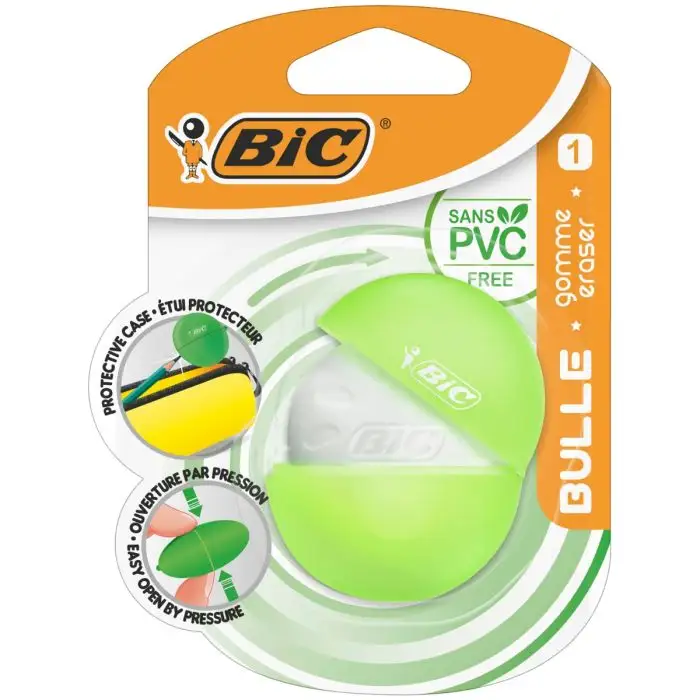 BiC®
1
SANS
PVC
FREE
BULLE ★ gomme
eraser
PROTECTIVE CASE • ÉTUI PROTECTEUR
BiC
BiC
BiC
OUVERTURE PAR PRESSION
• EASY OPEN BY PRESSURE •